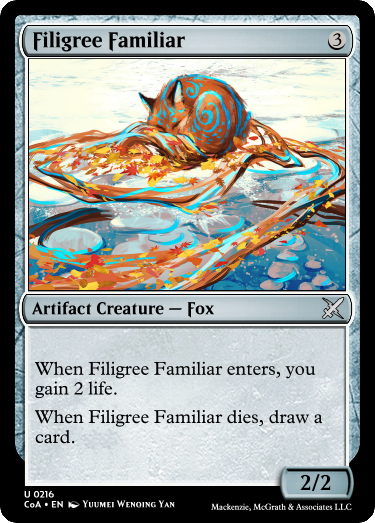 Filigree Familiar 3
Artifact Creature — Fox
When Filigree Familiar enters, you
gain 2 life.
When Filigree Familiar dies, draw a
card.
2/2
U 0216
CoA • EN Yuumei Wenqing Yan
Mackenzie, McGrath & Associates LLC